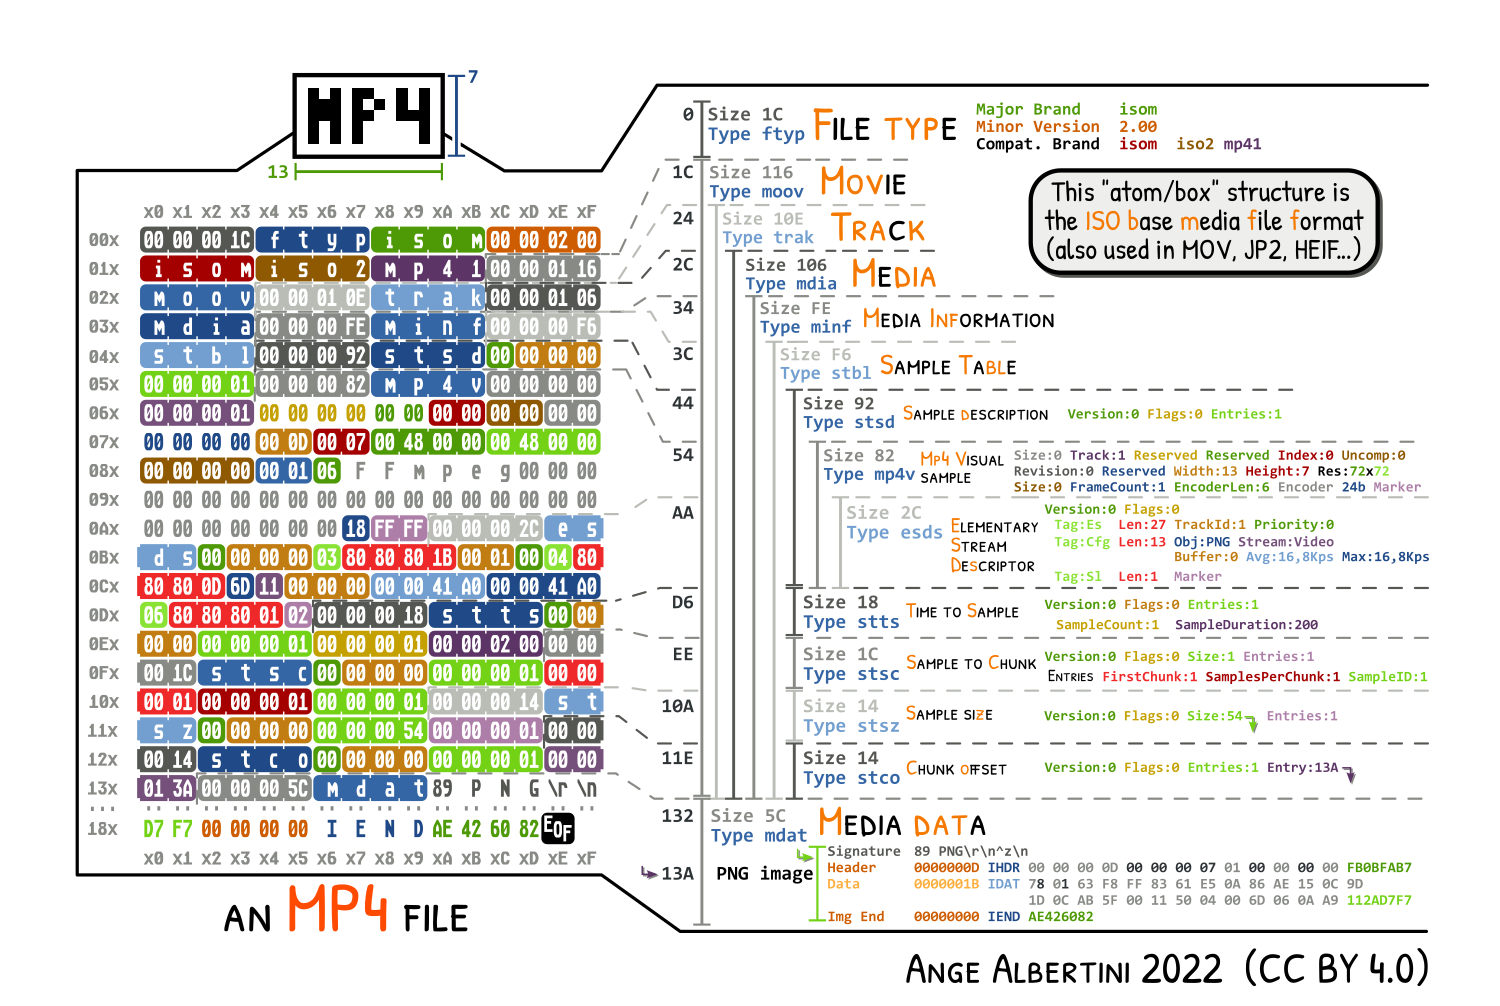 MP4
7
13
x0 x1 x2 x3 x4 x5 x6 x7 x8 x9 xA xB xC xD xE xF
00x 00 00 00 1C f t y p i s o m 00 00 02 00
01x i s o m i s o 2 m p 4 1 00 00 01 16
02x m o o v 00 00 01 0E t r a k 00 00 01 06
03x m d i a 00 00 00 FE m i n f 00 00 00 F6
04x s t b l 00 00 00 92 s t s d 00 00 00 00
05x 00 00 00 01 00 00 00 82 m p 4 v 00 00 00 00
06x 00 00 00 01 00 00 00 00 00 00 00 00 00 00 00 00
07x 00 00 00 00 00 0D 00 07 00 48 00 00 00 48 00 00
08x 00 00 00 00 00 01 06 F F m p e g 00 00 00
09x 00 00 00 00 00 00 00 00 00 00 00 00 00 00 00 00
0Ax 00 00 00 00 00 00 00 18 FF FF 00 00 00 2C e s
0Bx d s 00 00 00 00 03 80 80 80 1B 00 01 00 04 80
0Cx 80 80 0D 6D 11 00 00 00 00 00 41 A0 00 00 41 A0
0Dx 06 80 80 80 01 02 00 00 00 18 s t t s 00 00
0Ex 00 00 00 00 00 01 00 00 00 01 00 00 02 00 00 00
0Fx 00 1C s t s c 00 00 00 00 00 00 00 01 00 00
10x 00 01 00 00 00 01 00 00 00 01 00 00 00 14 s t
11x s z 00 00 00 00 00 00 00 54 00 00 00 01 00 00
12x 00 14 s t c o 00 00 00 00 00 00 00 01 00 00
13x 01 3A 00 00 00 5C m d a t 89 P N G \r \n
... .. .. .. .. .. .. .. .. .. .. .. .. .. .. .. ..
18x D7 F7 00 00 00 00 I E N D AE 42 60 82 EOF
x0 x1 x2 x3 x4 x5 x6 x7 x8 x9 xA xB xC xD xE xF
AN MP4 FILE
0 Size 1C
Type ftyp
FILE TYPE
Major Brand isom
Minor Version 2.00
Compat. Brand isom iso2 mp41
1C Size 116
Type moov
MOVIE
24 Size 10E
Type trak
TRACK
2C Size 106
Type mdia
MEDIA
34 Size FE
Type minf
MEDIA INFORMATION
3C Size F6
Type stbl
SAMPLE TABLE
This "atom/box" structure is
the ISO base media file format
(also used in MOV, JP2, HEIF...)
44 Size 92
Type stsd
SAMPLE DESCRIPTION
Version:0 Flags:0 Entries:1
54 Size 82
Type mp4v
MP4 VISUAL
SAMPLE
Size:0 Track:1 Reserved Reserved Index:0 Uncomp:0
Revision:0 Reserved Width:13 Height:7 Res:72x72
Size:0 FrameCount:1 EncoderLen:6 Encoder 24b Marker
AA Size 2C
Type esds
ELEMENTARY
STREAM
DESCRIPTOR
Version:0 Flags:0
Tag:Es Len:27 TrackId:1 Priority:0
Tag:Cfg Len:13 Obj:PNG Stream:Video
Buffer:0 Avg:16,8Kps Max:16,8Kps
Tag:Sl Len:1 Marker
D6 Size 18
Type stts
TIME TO SAMPLE
Version:0 Flags:0 Entries:1
SampleCount:1 SampleDuration:200
EE Size 1C
Type stsc
SAMPLE TO CHUNK
Version:0 Flags:0 Size:1 Entries:1
ENTRIES FirstChunk:1 SamplesPerChunk:1 SampleID:1
10A Size 14
Type stsz
SAMPLE SIZE
Version:0 Flags:0 Size:54 Entries:1
11E Size 14
Type stco
CHUNK OFFSET
Version:0 Flags:0 Entries:1 Entry:13A
132 Size 5C
Type mdat
MEDIA DATA
13A PNG image
Signature 89 PNG\r\n^z\n
Header 0000000D IHDR 00 00 00 0D 00 00 00 07 01 00 00 00 00 FB0BFAB7
Data 0000001B IDAT 78 01 63 F8 FF 83 61 E5 0A 86 AE 15 0C 9D
1D 0C AB 5F 00 11 50 04 00 6D 06 0A A9 112AD7F7
Img End 00000000 IEND AE426082
ANGE ALBERTINI 2022 (CC BY 4.0)